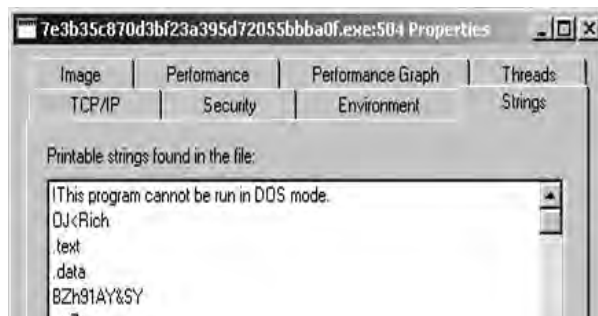 7e3b35c870d3bf23a395d72055bbba0f.exe:504 Properties
Image Performance Performance Graph Threads
TCP/IP Security Environment Strings
Printable strings found in the file:
!This program cannot be run in DOS mode.
OJ<Rich
.text
.data
BZh91AY&SY